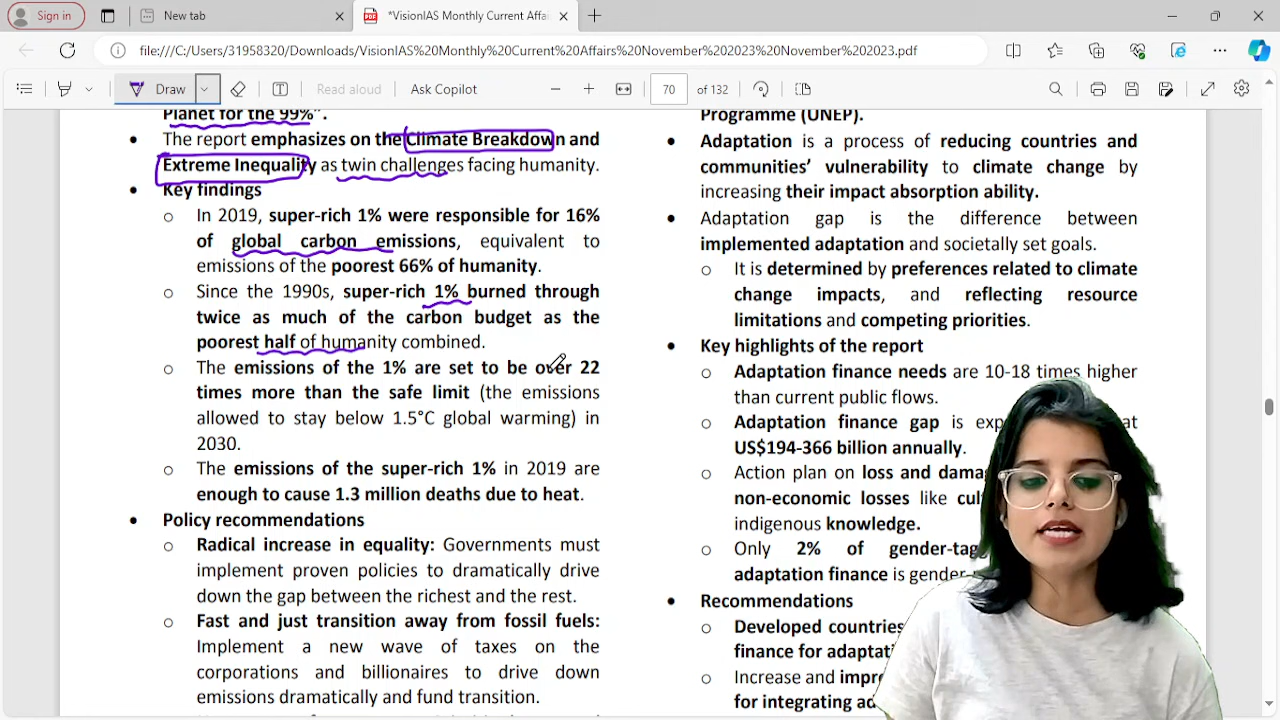 Sign in
New tab
*VisionIAS Monthly Current Affai
file:///C:/Users/31958320/Downloads/VisionIAS%20Monthly%20Current%20Affairs%20November%202023%20November%202023.pdf
Draw
Read aloud
Ask Copilot
70 of 132
Planet for the 99%".
• The report emphasizes on the Climate Breakdown and
Extreme Inequality as twin challenges facing humanity.
• Key findings
o In 2019, super-rich 1% were responsible for 16%
of global carbon emissions, equivalent to
emissions of the poorest 66% of humanity.
o Since the 1990s, super-rich 1% burned through
twice as much of the carbon budget as the
poorest half of humanity combined.
o The emissions of the 1% are set to be over 22
times more than the safe limit (the emissions
allowed to stay below 1.5°C global warming) in
2030.
o The emissions of the super-rich 1% in 2019 are
enough to cause 1.3 million deaths due to heat.
• Policy recommendations
o Radical increase in equality: Governments must
implement proven policies to dramatically drive
down the gap between the richest and the rest.
o Fast and just transition away from fossil fuels:
Implement a new wave of taxes on the
corporations and billionaires to drive down
emissions dramatically and fund transition.
Programme (UNEP).
• Adaptation is a process of reducing countries and
communities' vulnerability to climate change by
increasing their impact absorption ability.
• Adaptation gap is the difference between
implemented adaptation and societally set goals.
o It is determined by preferences related to climate
change impacts, and reflecting resource
limitations and competing priorities.
• Key highlights of the report
o Adaptation finance needs are 10-18 times higher
than current public flows.
o Adaptation finance gap is exp at
US$194-366 billion annually.
o Action plan on loss and dama
non-economic losses like cul
indigenous knowledge.
o Only 2% of gender-tagg
adaptation finance is gender
• Recommendations
o Developed countries
finance for adaptati
o Increase and impr
for integrating ad